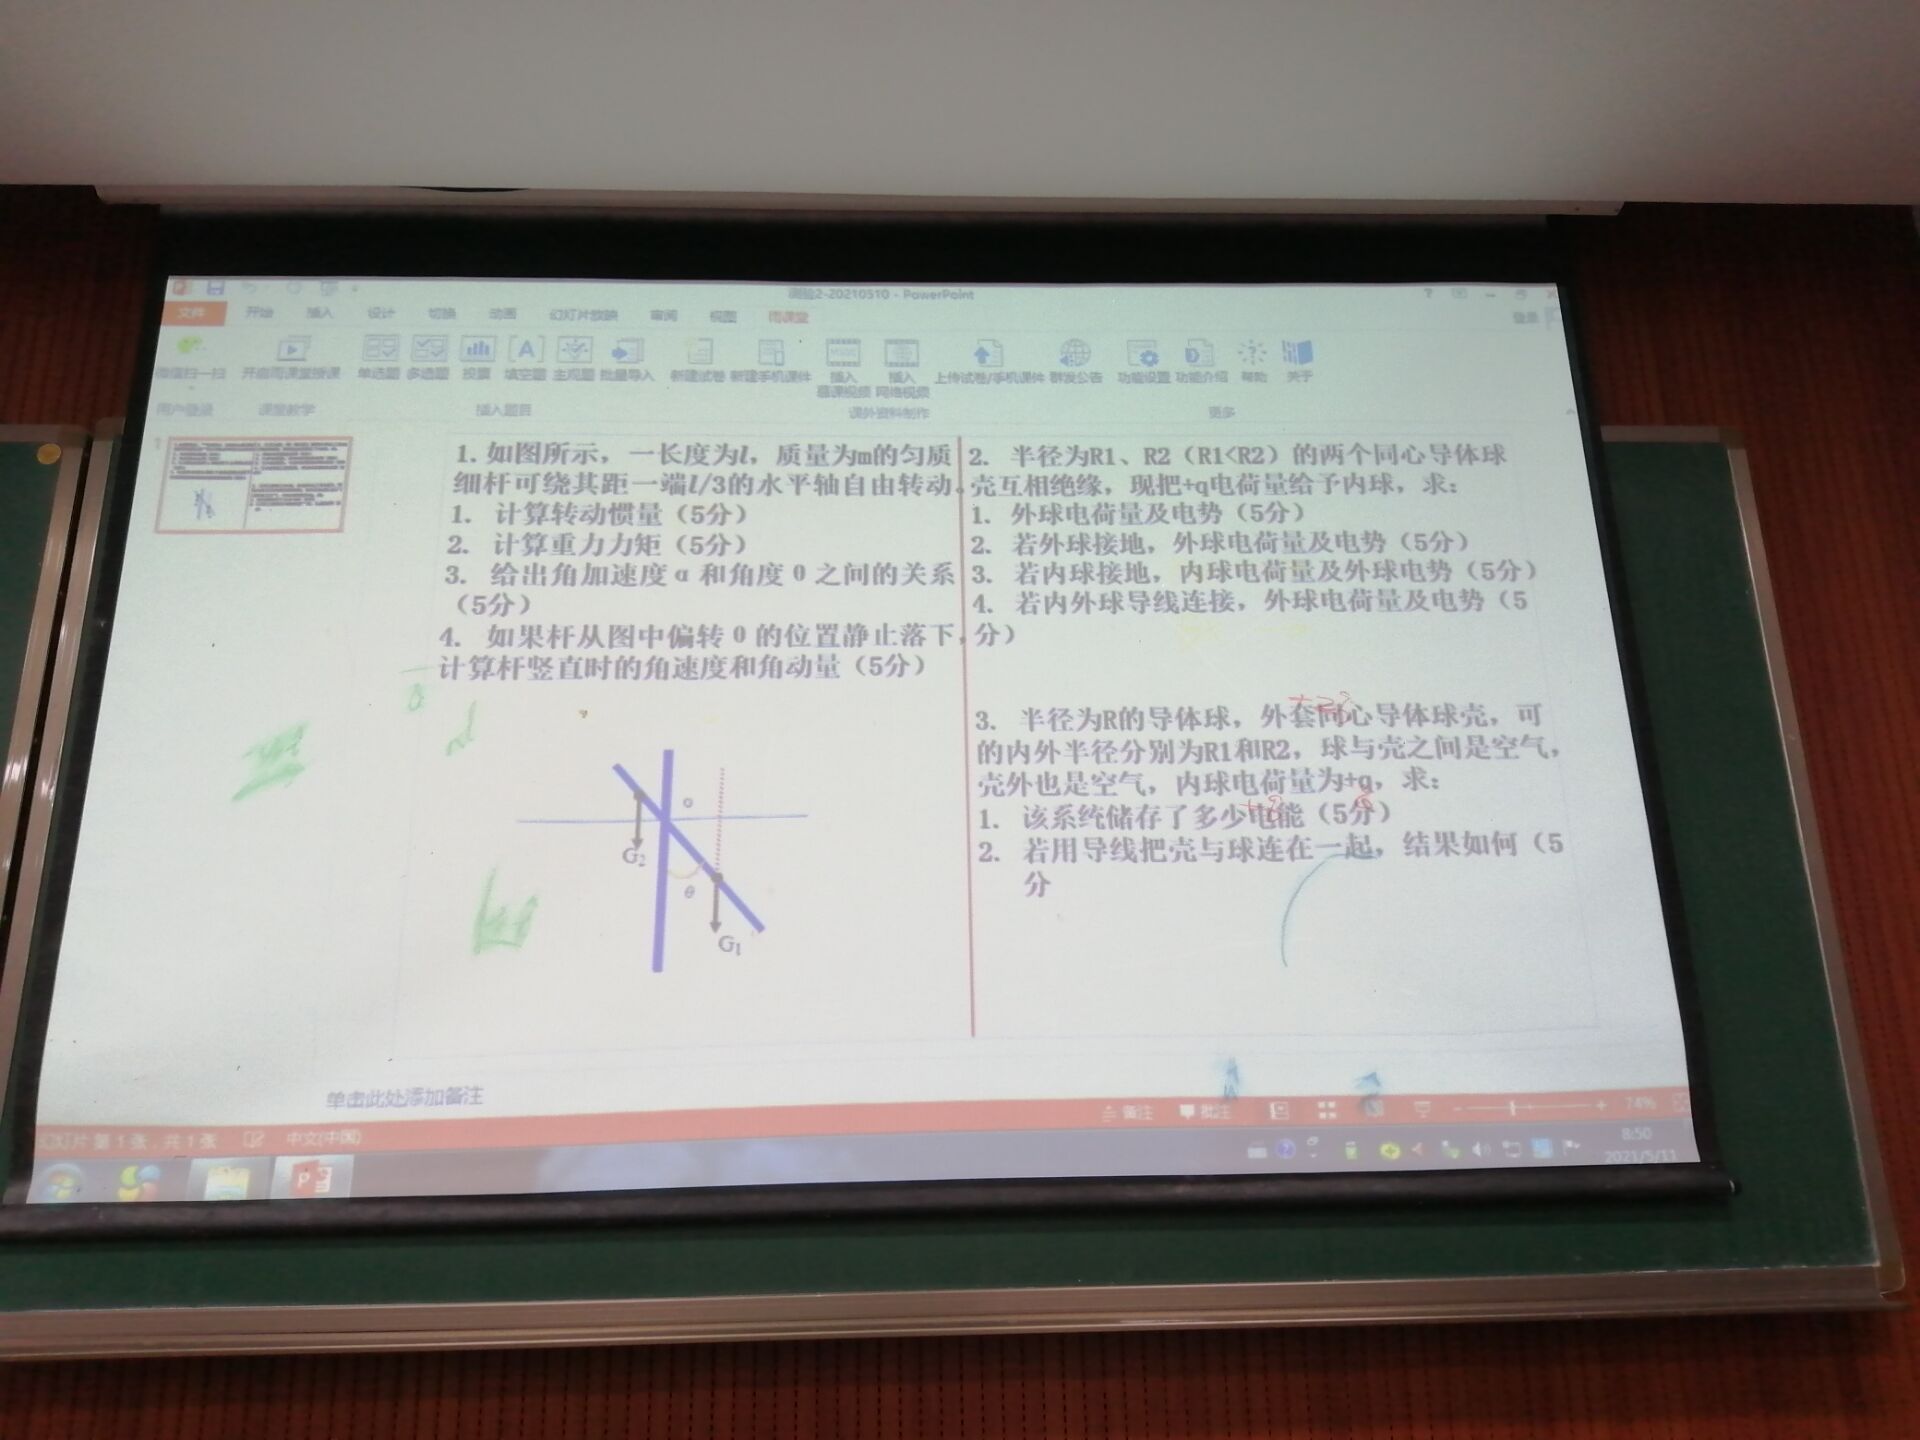 测验2-20210510 - PowerPoint
文件 开始 插入 设计 切换 动画 幻灯片放映 审阅 视图 雨课堂 登录
微信扫一扫 开启雨课堂授课 单选题 多选题 投票 填空题 主观题 批量导入 新建试卷 新建手机课件 插入 插入 上传试卷/手机课件 群发公告 功能设置 功能介绍 帮助 关于
慕课视频 网络视频
用户登录 课堂教学 插入题目 课外资料制作 更多
1. 如图所示，一长度为l，质量为m的匀质
细杆可绕其距一端l/3的水平轴自由转动。
1. 计算转动惯量（5分）
2. 计算重力力矩（5分）
3. 给出角加速度α和角度θ之间的关系
（5分）
4. 如果杆从图中偏转θ的位置静止落下，
计算杆竖直时的角速度和角动量（5分）
o
G2
θ
G1
2. 半径为R1、R2（R1<R2）的两个同心导体球
壳互相绝缘，现把+q电荷量给予内球，求：
1. 外球电荷量及电势（5分）
2. 若外球接地，外球电荷量及电势（5分）
3. 若内球接地，内球电荷量及外球电势（5分）
4. 若内外球导线连接，外球电荷量及电势（5
分）
3. 半径为R的导体球，外套同心导体球壳，可
的内外半径分别为R1和R2，球与壳之间是空气，
壳外也是空气，内球电荷量为+q，求：
1. 该系统储存了多少电能（5分）
2. 若用导线把壳与球连在一起，结果如何（5
分
单击此处添加备注
幻灯片 第 1 张，共 1 张 中文(中国) 备注 批注 74%
8:50
2021/5/11